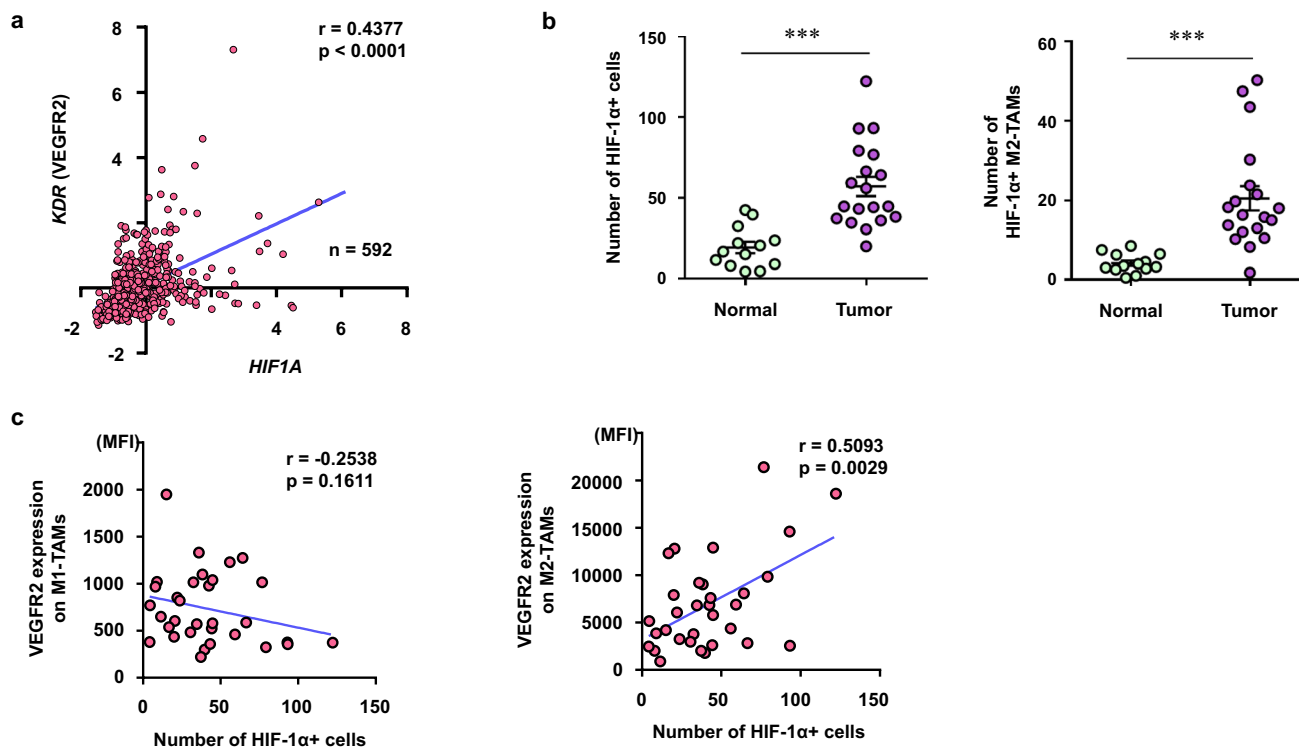 a
r = 0.4377
p < 0.0001
KDR (VEGFR2)
8
6
4
2
-2
n = 592
-2
2
4
6
8
HIF1A
b
***
Number of HIF-1α+ cells
150
100
50
0
Normal
Tumor
***
Number of
HIF-1α+ M2-TAMs
60
40
20
0
Normal
Tumor
c
(MFI)
r = -0.2538
p = 0.1611
VEGFR2 expression
on M1-TAMs
2000
1500
1000
500
0
0
50
100
150
Number of HIF-1α+ cells
(MFI)
r = 0.5093
p = 0.0029
VEGFR2 expression
on M2-TAMs
25000
20000
15000
10000
5000
0
0
50
100
150
Number of HIF-1α+ cells